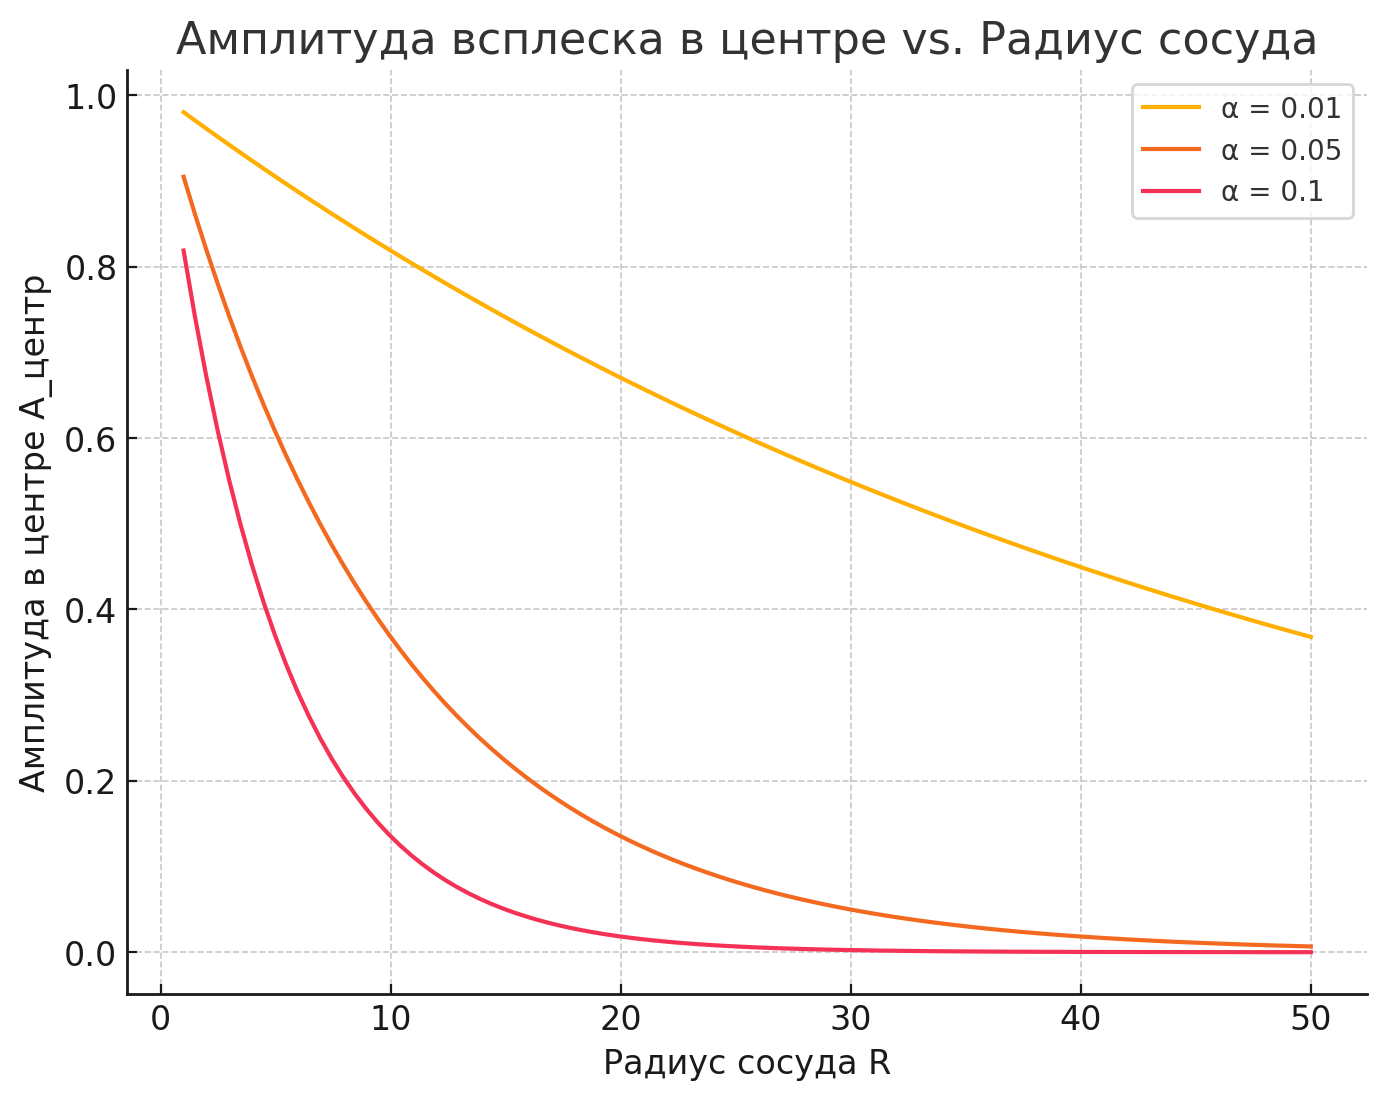 Амплитуда всплеска в центре vs. Радиус сосуда
α = 0.01
α = 0.05
α = 0.1
Амплитуда в центре A_центр
1.0
0.8
0.6
0.4
0.2
0.0
0 10 20 30 40 50
Радиус сосуда R